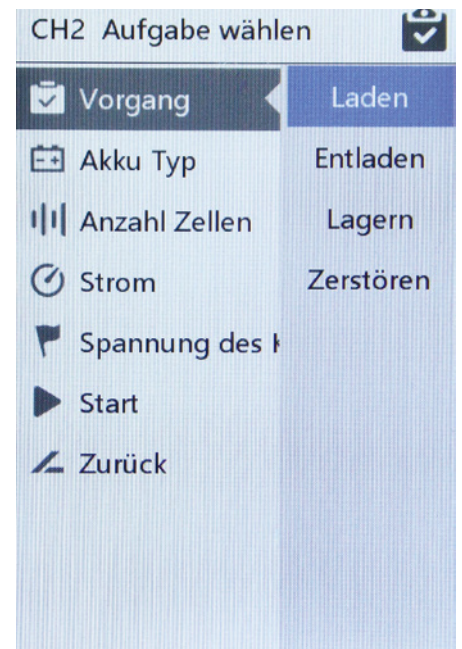 CH2 Aufgabe wählen
Vorgang
Laden
Akku Typ
Entladen
Anzahl Zellen
Lagern
Strom
Zerstören
Spannung des
Start
Zurück